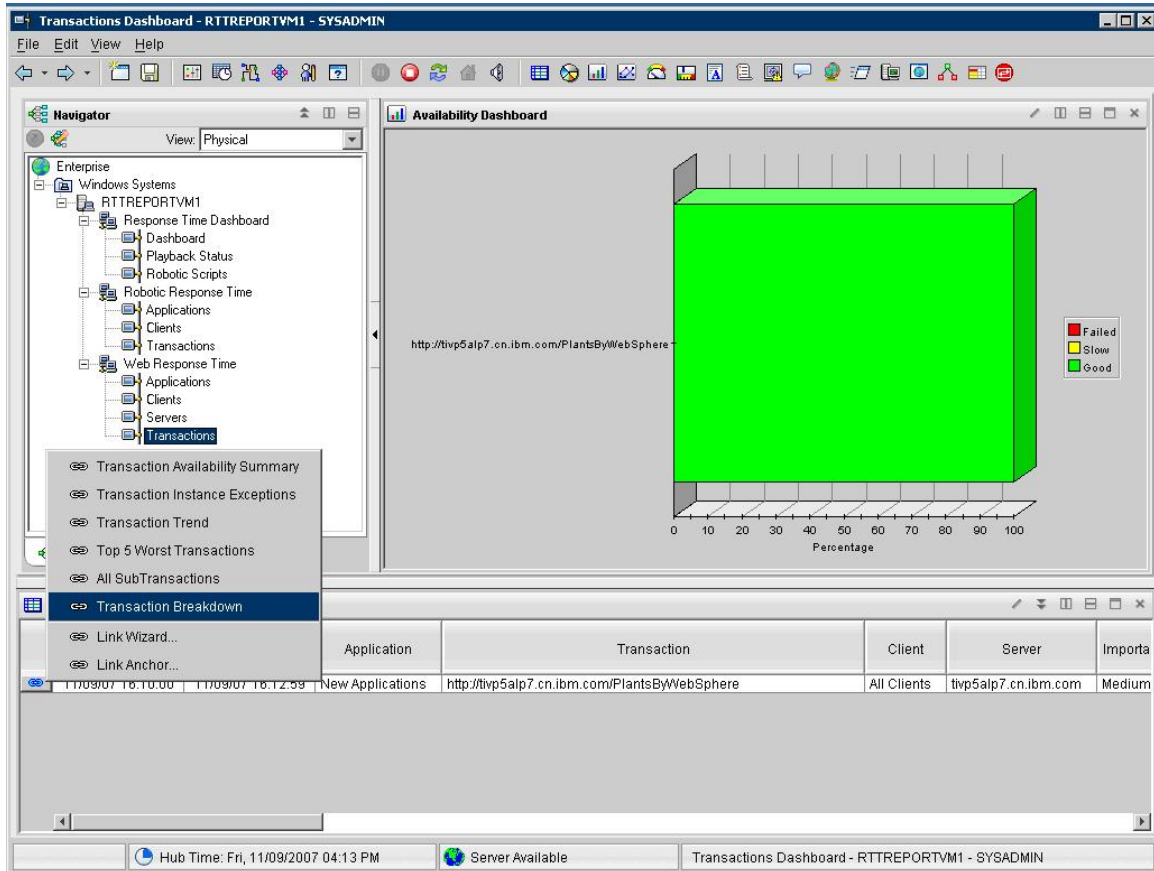 Transactions Dashboard - RTTREPORTVM1 - SYSADMIN
File Edit View Help
Navigator
View: Physical
Enterprise
Windows Systems
RTTREPORTVM1
Response Time Dashboard
Dashboard
Playback Status
Robotic Scripts
Robotic Response Time
Applications
Clients
Transactions
Web Response Time
Applications
Clients
Servers
Transactions
Transaction Availability Summary
Transaction Instance Exceptions
Transaction Trend
Top 5 Worst Transactions
All SubTransactions
Transaction Breakdown
Link Wizard...
Link Anchor...
Availability Dashboard
http://tivp5alp7.cn.ibm.com/PlantsByWebSphere
0 10 20 30 40 50 60 70 80 90 100
Percentage
Failed
Slow
Good
Application Transaction Client Server Importa
11/09/07 16:10:00 11/09/07 16:12:59 New Applications http://tivp5alp7.cn.ibm.com/PlantsByWebSphere All Clients tivp5alp7.cn.ibm.com Medium
Hub Time: Fri, 11/09/2007 04:13 PM Server Available Transactions Dashboard - RTTREPORTVM1 - SYSADMIN